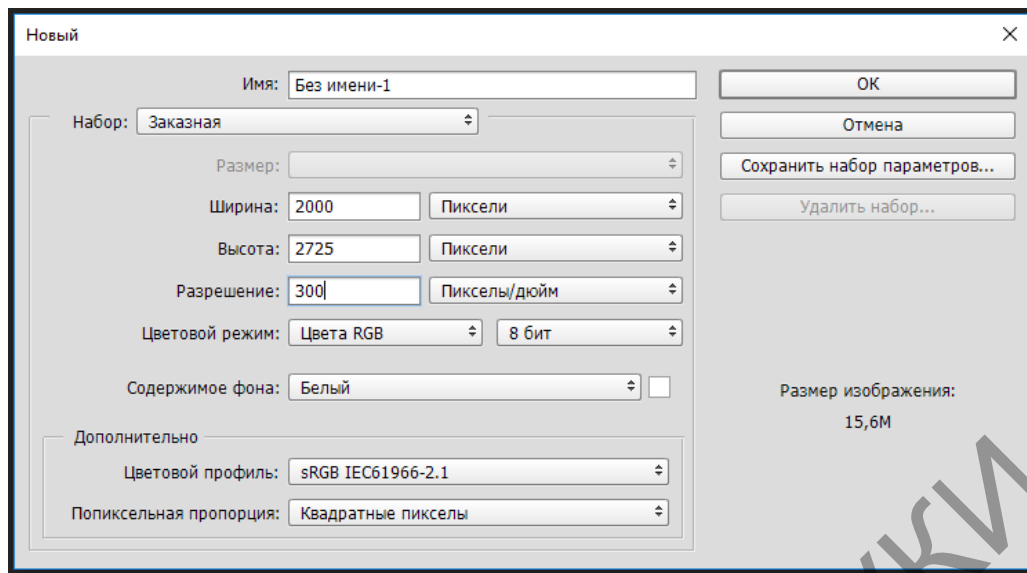 Новый
Имя: Без имени-1
ОК
Набор: Заказная
Отмена
Размер:
Сохранить набор параметров...
Ширина: 2000 Пиксели
Удалить набор...
Высота: 2725 Пиксели
Разрешение: 300 Пикселы/дюйм
Цветовой режим: Цвета RGB 8 бит
Содержимое фона: Белый
Размер изображения:
15,6M
Дополнительно
Цветовой профиль: sRGB IEC61966-2.1
Попиксельная пропорция: Квадратные пикселы